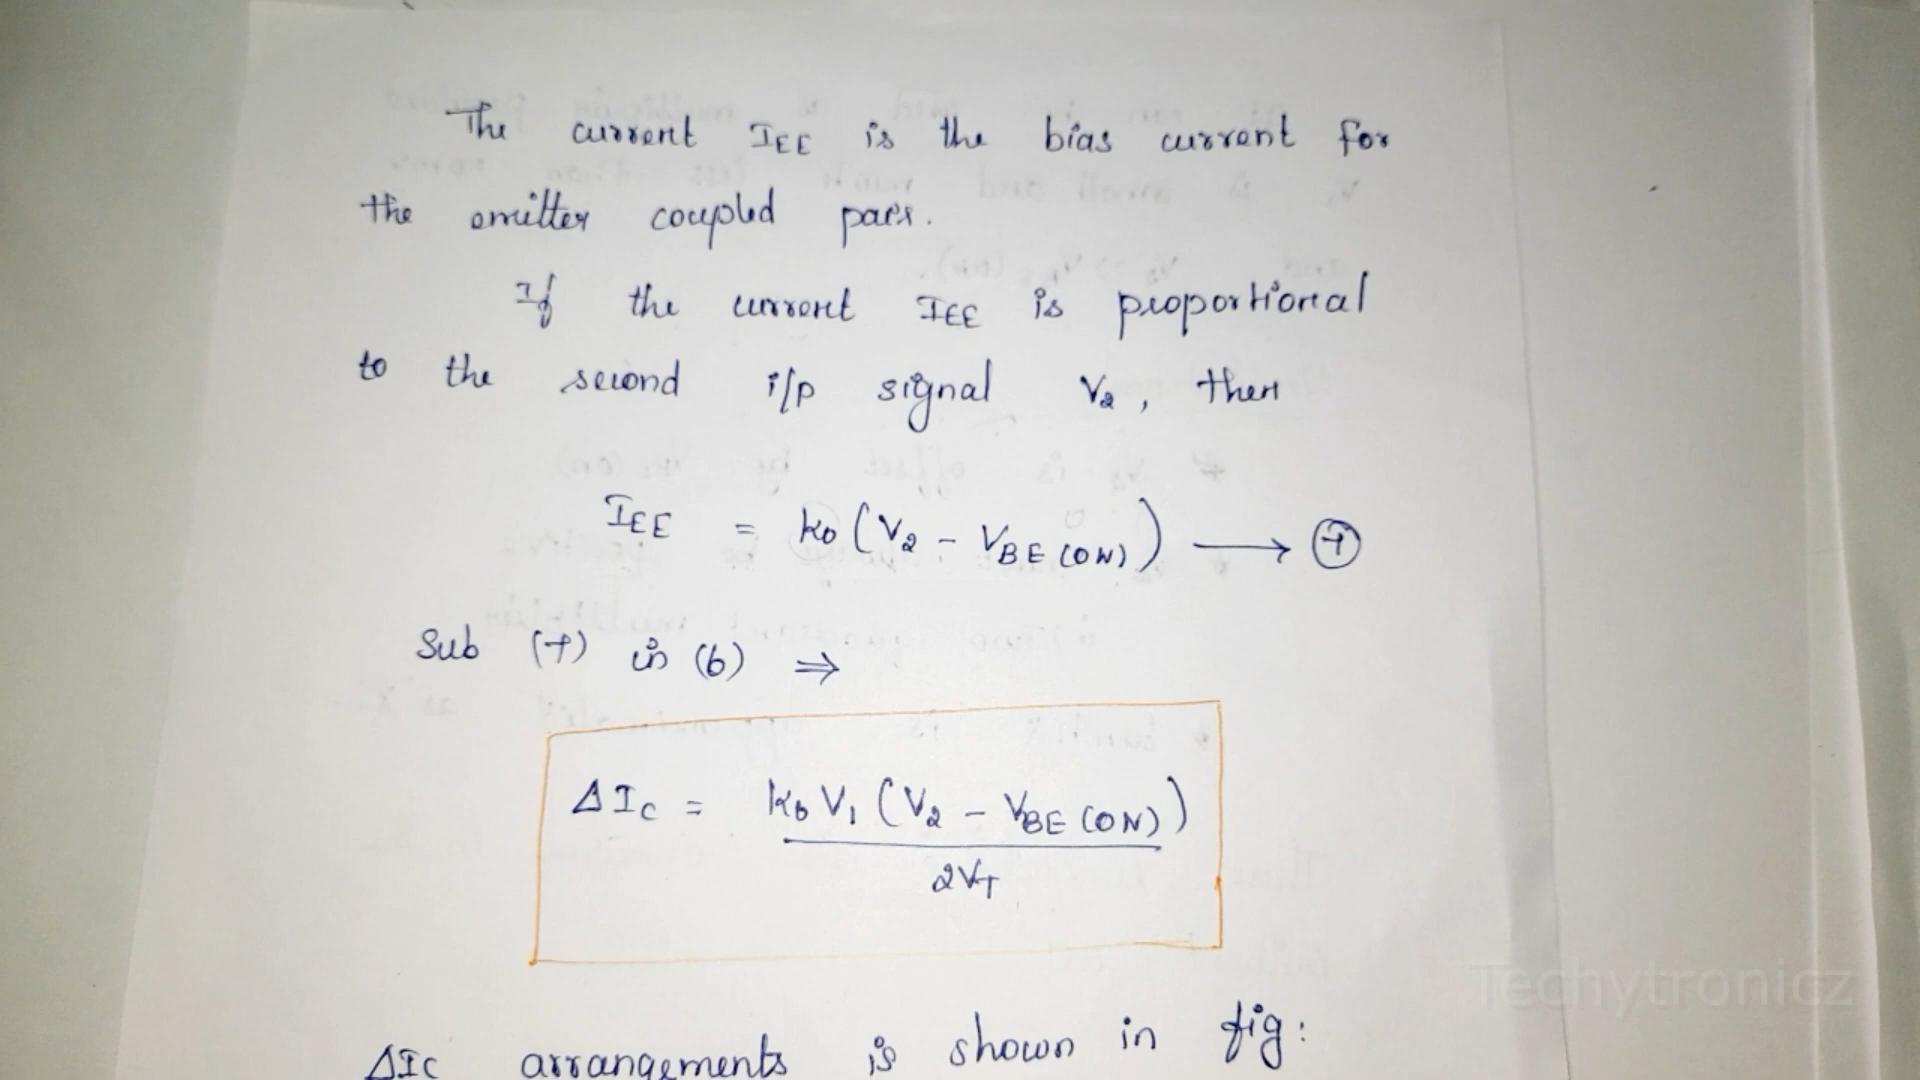 The current IEE is the bias current for
the emitter coupled pair.
If the current IEE is proportional
to the second i/p signal V2, then
IEE = k0 (V2 - VBE (ON)) ⟶ ⑦
Sub (7) in (6) ⇒
ΔIC = k0 V1 (V2 - VBE (ON))
2VT
ΔIC arrangements is shown in fig:
Techytronicz